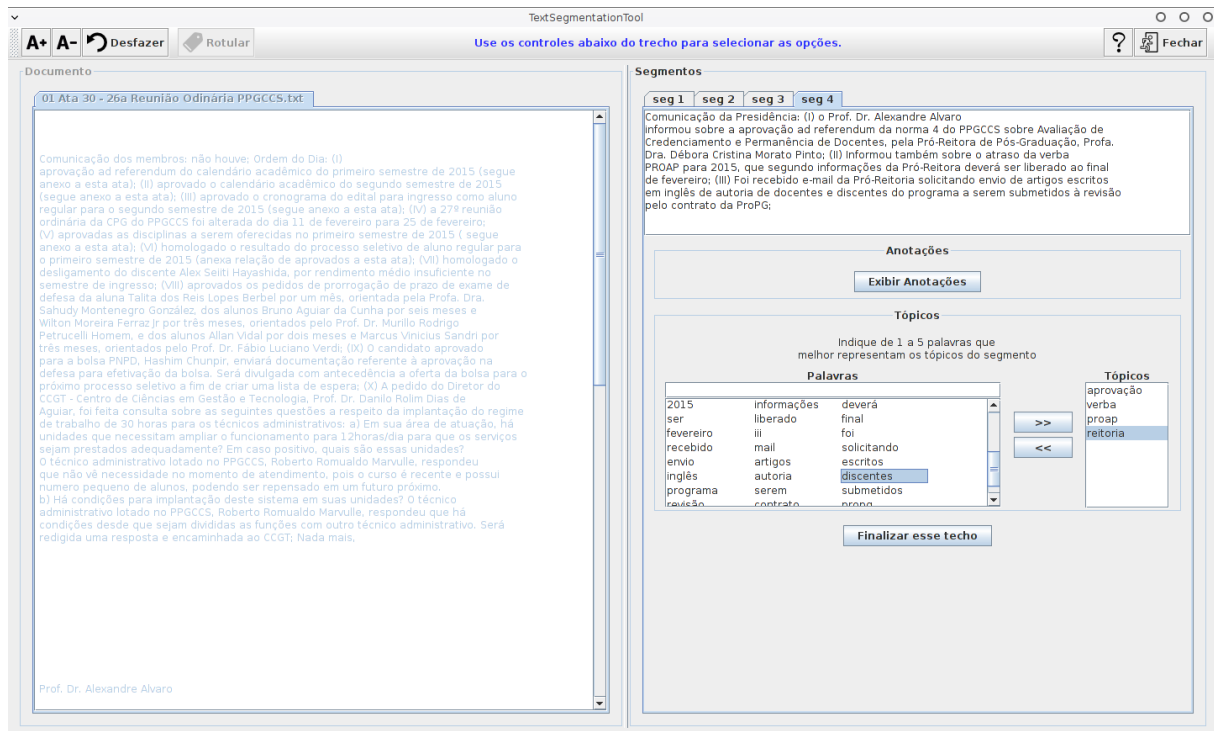 TextSegmentationTool
A+ A- Desfazer Rotular
Use os controles abaixo do trecho para selecionar as opções.
? Fechar
Documento
01 Ata 30 - 26a Reunião Odinária PPGCCS.txt
Comunicação dos membros: não houve; Ordem do Dia: (I)
aprovação ad referendum do calendário acadêmico do primeiro semestre de 2015 (segue
anexo a esta ata); (II) aprovado o calendário acadêmico do segundo semestre de 2015
(segue anexo a esta ata); (III) aprovado o cronograma do edital para ingresso como aluno
regular para o segundo semestre de 2015 (segue anexo a esta ata); (IV) a 27ª reunião
ordinária da CPG do PPGCCS foi alterada do dia 11 de fevereiro para 25 de fevereiro;
(V) aprovadas as disciplinas a serem oferecidas no primeiro semestre de 2015 ( segue
anexo a esta ata); (VI) homologado o resultado do processo seletivo de aluno regular para
o primeiro semestre de 2015 (anexa relação de aprovados a esta ata); (VII) homologado o
desligamento do discente Alex Seiiti Hayashida, por rendimento médio insuficiente no
semestre de ingresso; (VIII) aprovados os pedidos de prorrogação de prazo de exame de
defesa da aluna Talita dos Reis Lopes Berbel por um mês, orientada pela Profa. Dra.
Sahudy Montenegro González, dos alunos Bruno Aguiar da Cunha por seis meses e
Wilton Moreira Ferraz Jr por três meses, orientados pelo Prof. Dr. Murillo Rodrigo
Petrucelli Homem, e dos alunos Allan Vidal por dois meses e Marcus Vinicius Sandri por
três meses, orientados pelo Prof. Dr. Fábio Luciano Verdi; (IX) O candidato aprovado
para a bolsa PNPD, Hashim Chunpir, enviará documentação referente à aprovação na
defesa para efetivação da bolsa. Será divulgada com antecedência a oferta da bolsa para o
próximo processo seletivo a fim de criar uma lista de espera; (X) A pedido do Diretor do
CCGT - Centro de Ciências em Gestão e Tecnologia, Prof. Dr. Danilo Rolim Dias de
Aguiar, foi feita consulta sobre as seguintes questões a respeito da implantação do regime
de trabalho de 30 horas para os técnicos administrativos: a) Em sua área de atuação, há
unidades que necessitam ampliar o funcionamento para 12horas/dia para que os serviços
sejam prestados adequadamente? Em caso positivo, quais são essas unidades?
O técnico administrativo lotado no PPGCCS, Roberto Romualdo Marvulle, respondeu
que não vê necessidade no momento de atendimento, pois o curso é recente e possui
numero pequeno de alunos, podendo ser repensado em um futuro próximo.
b) Há condições para implantação deste sistema em suas unidades? O técnico
administrativo lotado no PPGCCS, Roberto Romualdo Marvulle, respondeu que há
condições desde que sejam divididas as funções com outro técnico administrativo. Será
redigida uma resposta e encaminhada ao CCGT; Nada mais,
Prof. Dr. Alexandre Alvaro
Segmentos
seg 1 seg 2 seg 3 seg 4
Comunicação da Presidência: (I) o Prof. Dr. Alexandre Alvaro
informou sobre a aprovação ad referendum da norma 4 do PPGCCS sobre Avaliação de
Credenciamento e Permanência de Docentes, pela Pró-Reitora de Pós-Graduação, Profa.
Dra. Débora Cristina Morato Pinto; (II) Informou também sobre o atraso da verba
PROAP para 2015, que segundo informações da Pró-Reitora deverá ser liberado ao final
de fevereiro; (III) Foi recebido e-mail da Pró-Reitoria solicitando envio de artigos escritos
em inglês de autoria de docentes e discentes do programa a serem submetidos à revisão
pelo contrato da ProPG;
Anotações
Exibir Anotações
Tópicos
Indique de 1 a 5 palavras que
melhor representam os tópicos do segmento
Palavras
2015 informações deverá
ser liberado final
fevereiro iii foi
recebido mail solicitando
envio artigos escritos
inglês autoria discentes
programa serem submetidos
revisão contrato propg
>>
<<
Tópicos
aprovação
verba
proap
reitoria
Finalizar esse techo